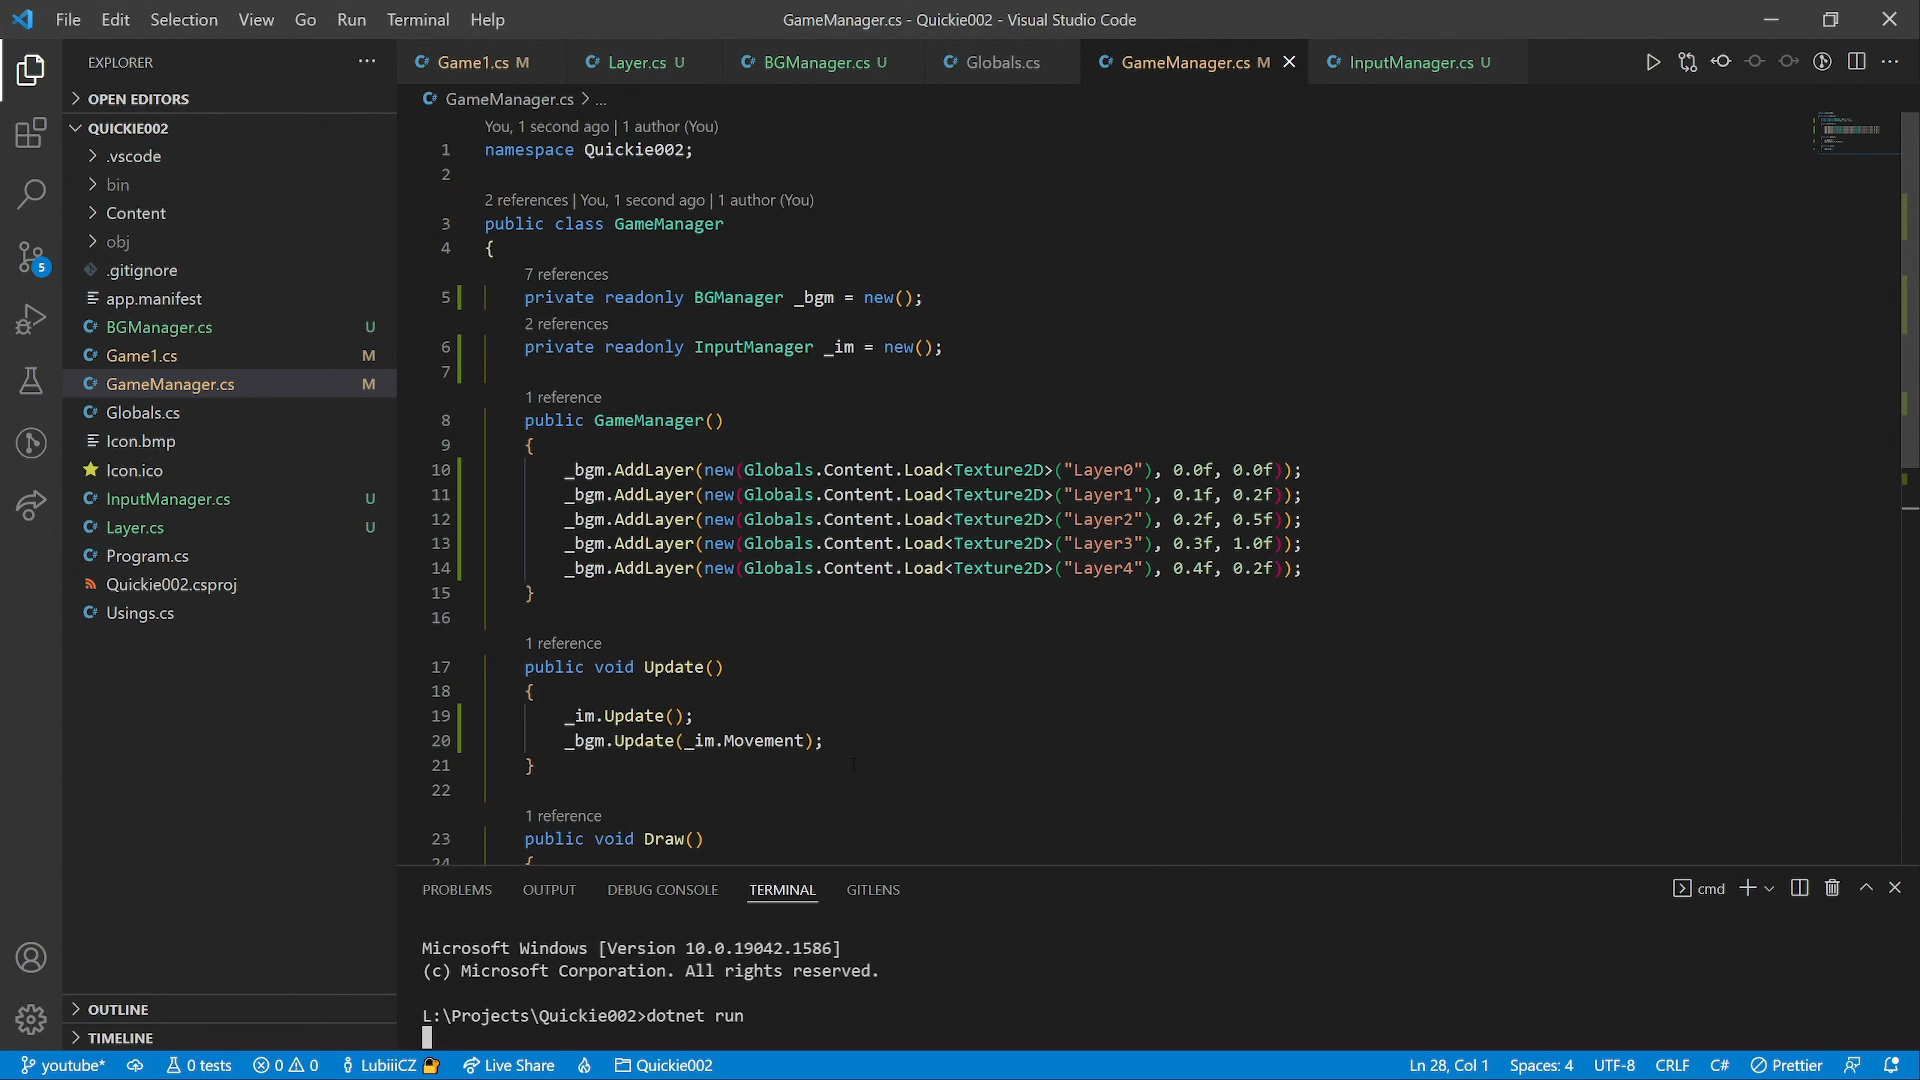 File Edit Selection View Go Run Terminal Help
GameManager.cs - Quickie002 - Visual Studio Code
EXPLORER
OPEN EDITORS
QUICKIE002
.vscode
bin
Content
obj
.gitignore
app.manifest
BGManager.cs U
Game1.cs M
GameManager.cs M
Globals.cs
Icon.bmp
Icon.ico
InputManager.cs U
Layer.cs U
Program.cs
Quickie002.csproj
Usings.cs
OUTLINE
TIMELINE
5
Game1.cs M Layer.cs U BGManager.cs U Globals.cs GameManager.cs M InputManager.cs U
GameManager.cs > ...
You, 1 second ago | 1 author (You)
1 namespace Quickie002;
2
2 references | You, 1 second ago | 1 author (You)
3 public class GameManager
4 {
7 references
5 private readonly BGManager _bgm = new();
2 references
6 private readonly InputManager _im = new();
7
1 reference
8 public GameManager()
9 {
10 _bgm.AddLayer(new(Globals.Content.Load<Texture2D>("Layer0"), 0.0f, 0.0f));
11 _bgm.AddLayer(new(Globals.Content.Load<Texture2D>("Layer1"), 0.1f, 0.2f));
12 _bgm.AddLayer(new(Globals.Content.Load<Texture2D>("Layer2"), 0.2f, 0.5f));
13 _bgm.AddLayer(new(Globals.Content.Load<Texture2D>("Layer3"), 0.3f, 1.0f));
14 _bgm.AddLayer(new(Globals.Content.Load<Texture2D>("Layer4"), 0.4f, 0.2f));
15 }
16
1 reference
17 public void Update()
18 {
19 _im.Update();
20 _bgm.Update(_im.Movement);
21 }
22
1 reference
23 public void Draw()
24 {
PROBLEMS OUTPUT DEBUG CONSOLE TERMINAL GITLENS
cmd
Microsoft Windows [Version 10.0.19042.1586]
(c) Microsoft Corporation. All rights reserved.
L:\Projects\Quickie002>dotnet run
youtube* 0 tests 0 0 LubiiiCZ Live Share Quickie002
Ln 28, Col 1 Spaces: 4 UTF-8 CRLF C# Prettier